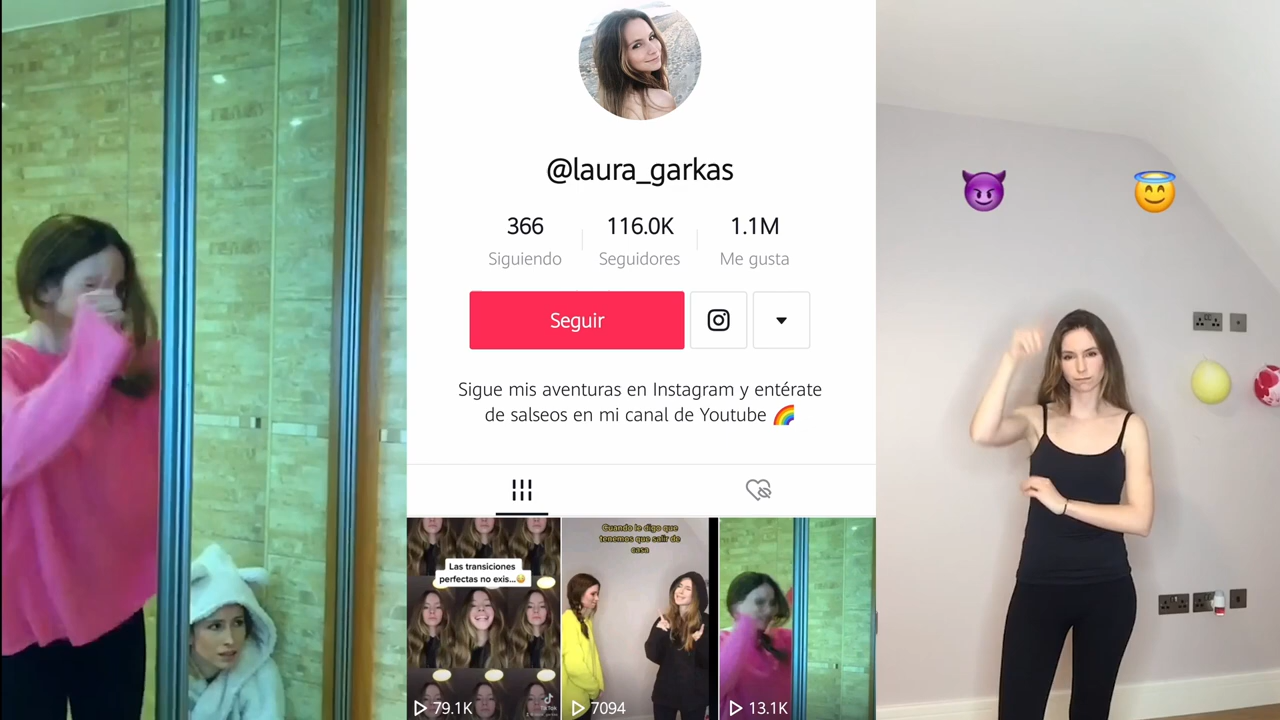 @laura_garkas
366
116.0K
1.1M
Siguiendo
Seguidores
Me gusta
Seguir
Sigue mis aventuras en Instagram y entérate
de salseos en mi canal de Youtube
Las transiciones
perfectas no exis...
Cuando le digo que
tenemos que salir de
casa
79.1K
7094
13.1K